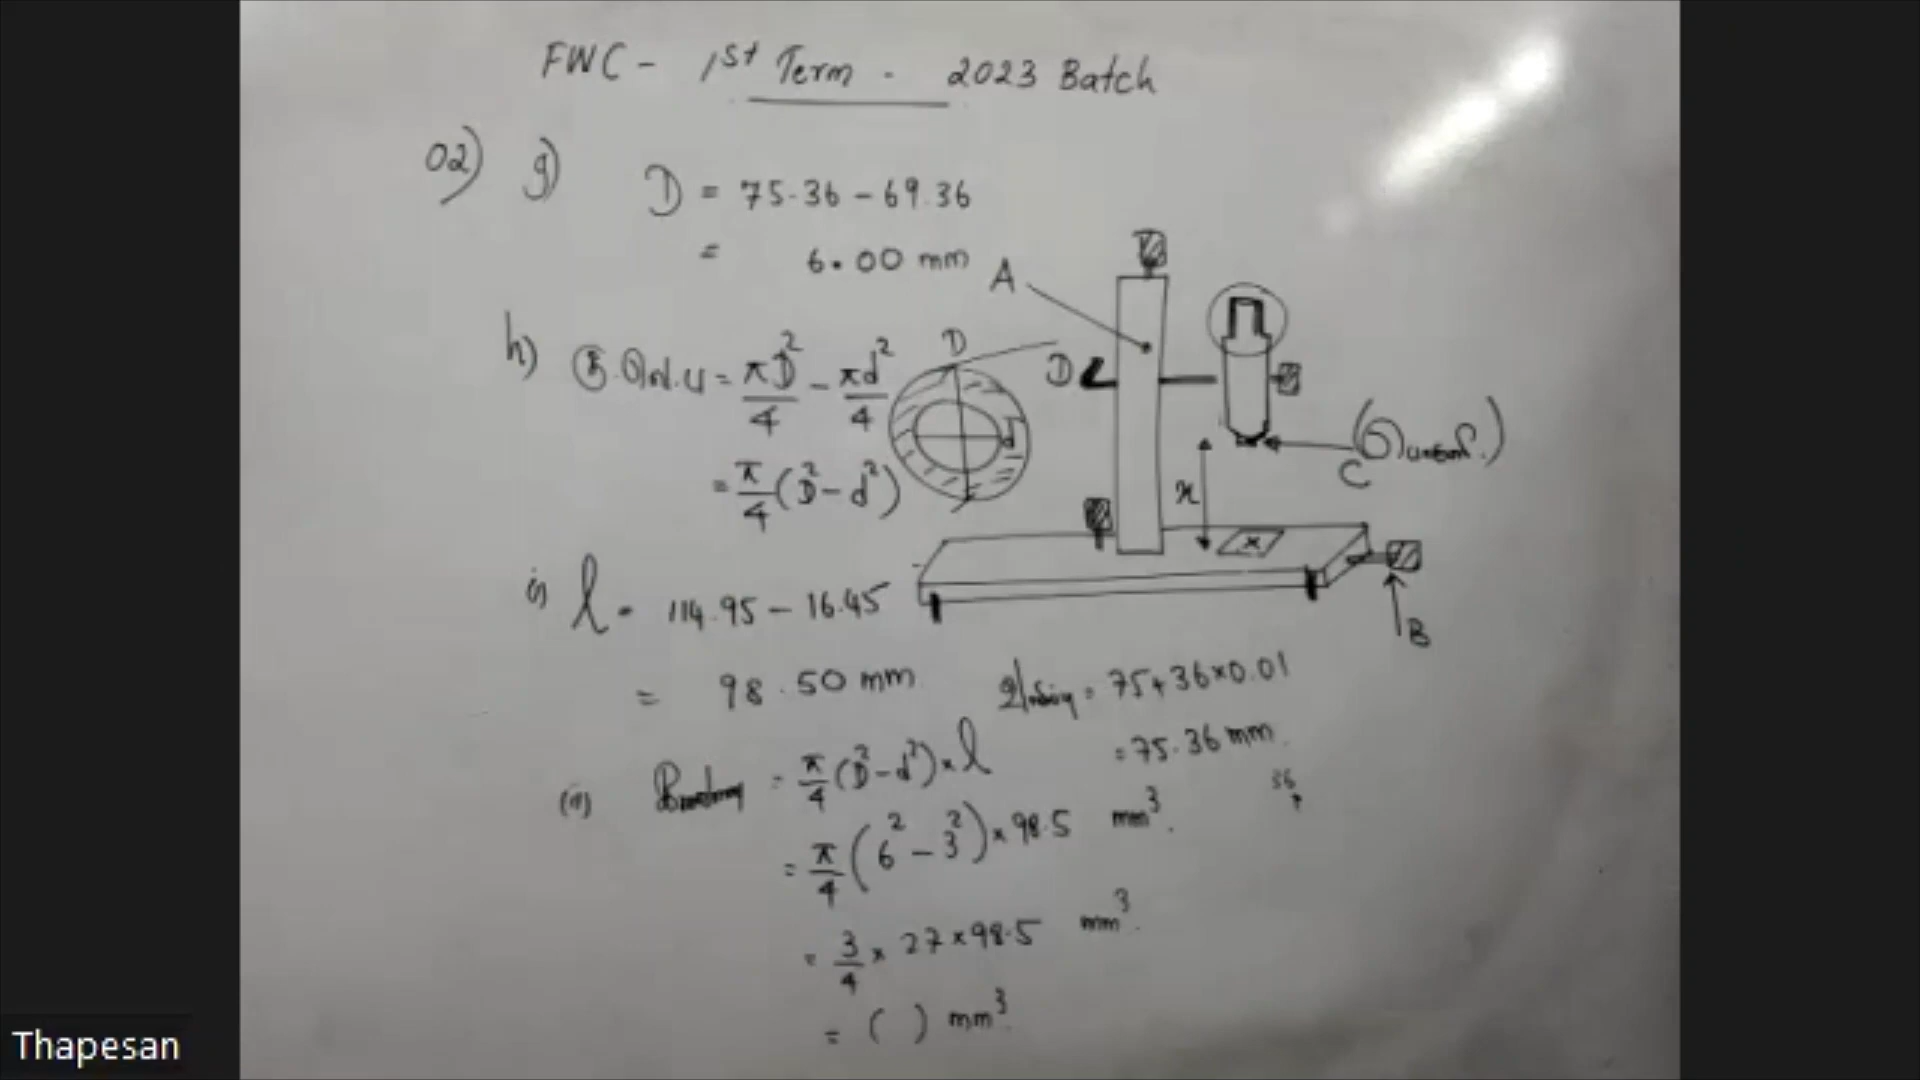 FWC - 1st Term - 2023 Batch
02) g) D = 75.36 - 69.36
= 6.00 mm
A
h) கு.வெ.ப = πD²/4 - πd²/4
D
d
D
= π/4 (D² - d²)
x
C
x
B
i) l = 114.95 - 16.45
= 98.50 mm
= 75+36×0.01
= 75.36 mm
(ii) = π/4 (D² - d²) × l
36
= π/4 (6² - 3²) × 98.5 mm³.
= 3/4 × 27 × 98.5 mm³.
= ( ) mm³.
Thapesan